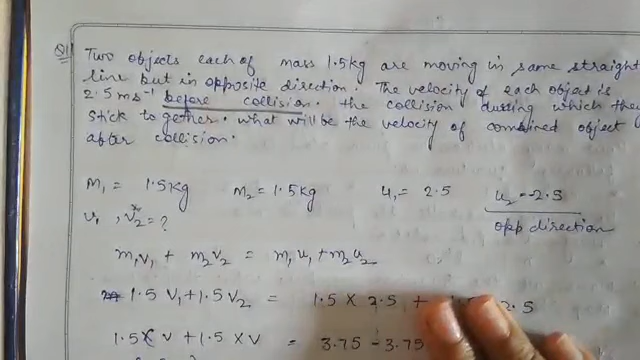 Q1 Two objects each of mass 1.5kg are moving in same straight
line but in opposite direction. The velocity of each object is
2.5ms⁻¹ before collision. the collision durring which they
stick to gether. what will be the velocity of combined object
after collision.
m₁ = 1.5kg m₂ = 1.5kg u₁ = 2.5 u₂ = -2.5
v₁, v₂ = ? opp direction
m₁v₁ + m₂v₂ = m₁u₁ + m₂u₂
1.5 v₁ + 1.5 v₂ = 1.5 × 2.5 + 2.5
1.5 × v + 1.5 × v = 3.75 - 3.75